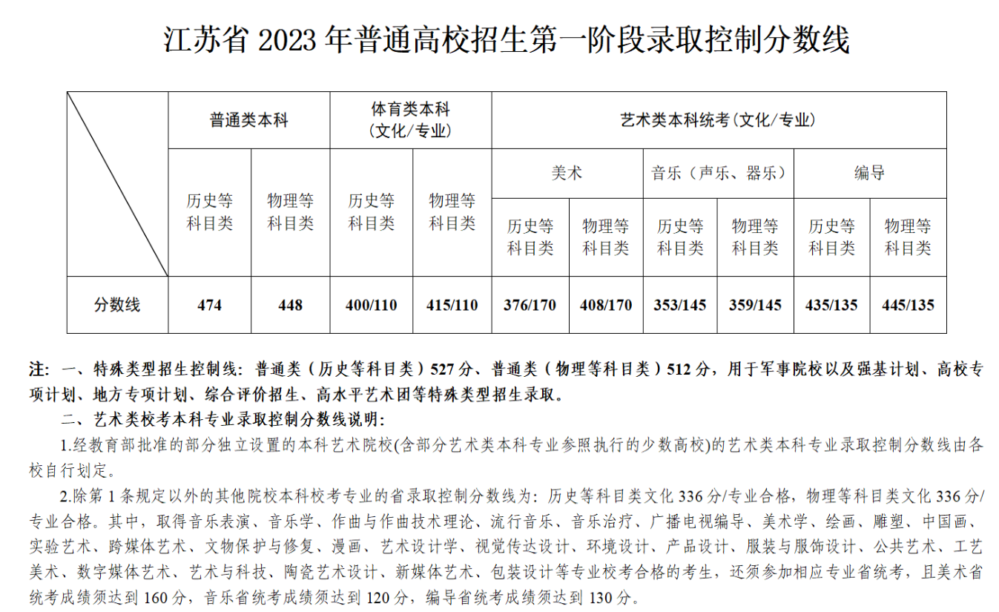 江苏省 2023 年普通高校招生第一阶段录取控制分数线
普通类本科
体育类本科
(文化/专业)
艺术类本科统考(文化/专业)
美术
音乐（声乐、器乐）
编导
历史等
科目类
物理等
科目类
历史等
科目类
物理等
科目类
历史等
科目类
物理等
科目类
历史等
科目类
物理等
科目类
历史等
科目类
物理等
科目类
分数线 474 448 400/110 415/110 376/170 408/170 353/145 359/145 435/135 445/135
注：一、特殊类型招生控制线：普通类（历史等科目类）527 分、普通类（物理等科目类）512 分，用于军事院校以及强基计划、高校专
项计划、地方专项计划、综合评价招生、高水平艺术团等特殊类型招生录取。
二、艺术类校考本科专业录取控制分数线说明：
1.经教育部批准的部分独立设置的本科艺术院校(含部分艺术类本科专业参照执行的少数高校)的艺术类本科专业录取控制分数线由各
校自行划定。
2.除第 1 条规定以外的其他院校本科校考专业的省录取控制分数线为：历史等科目类文化 336 分/专业合格，物理等科目类文化 336 分/
专业合格。其中，取得音乐表演、音乐学、作曲与作曲技术理论、流行音乐、音乐治疗、广播电视编导、美术学、绘画、雕塑、中国画、
实验艺术、跨媒体艺术、文物保护与修复、漫画、艺术设计学、视觉传达设计、环境设计、产品设计、服装与服饰设计、公共艺术、工艺
美术、数字媒体艺术、艺术与科技、陶瓷艺术设计、新媒体艺术、包装设计等专业校考合格的考生，还须参加相应专业省统考，且美术省
统考成绩须达到 160 分，音乐省统考成绩须达到 120 分，编导省统考成绩须达到 130 分。